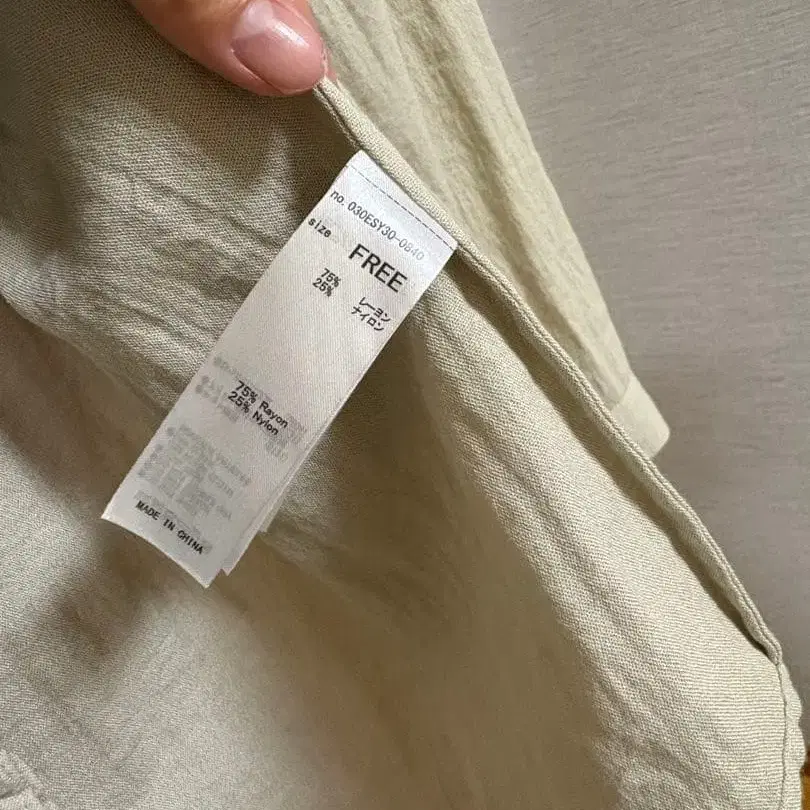 no. 030ESY30-0840
size
FREE
75% レーヨン
25% ナイロン
75% Rayon
25% Nylon
MADE IN CHINA